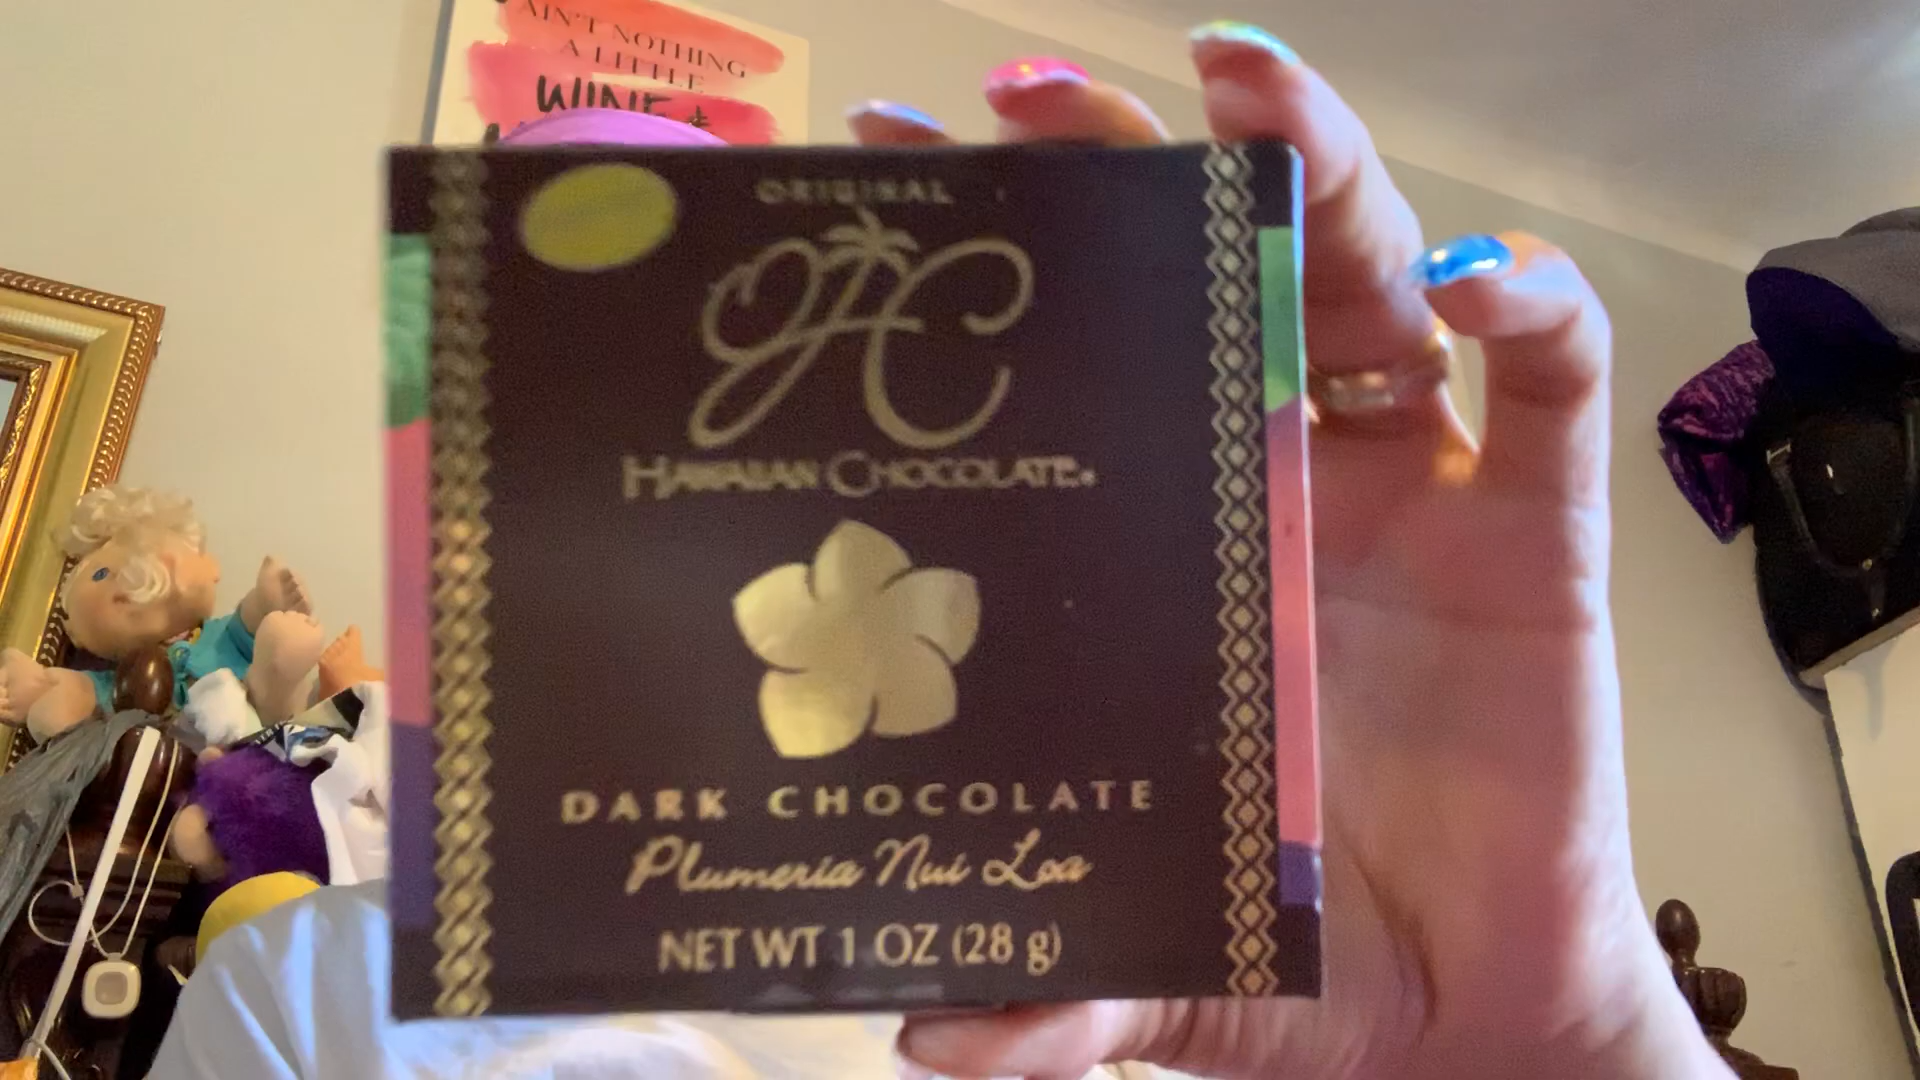 AIN'T NOTHING
A LITTLE
WINE +
ORIGINAL
OHC
HAWAIIAN CHOCOLATE®
DARK CHOCOLATE
Plumeria Nui Loa
NET WT 1 OZ (28 g)